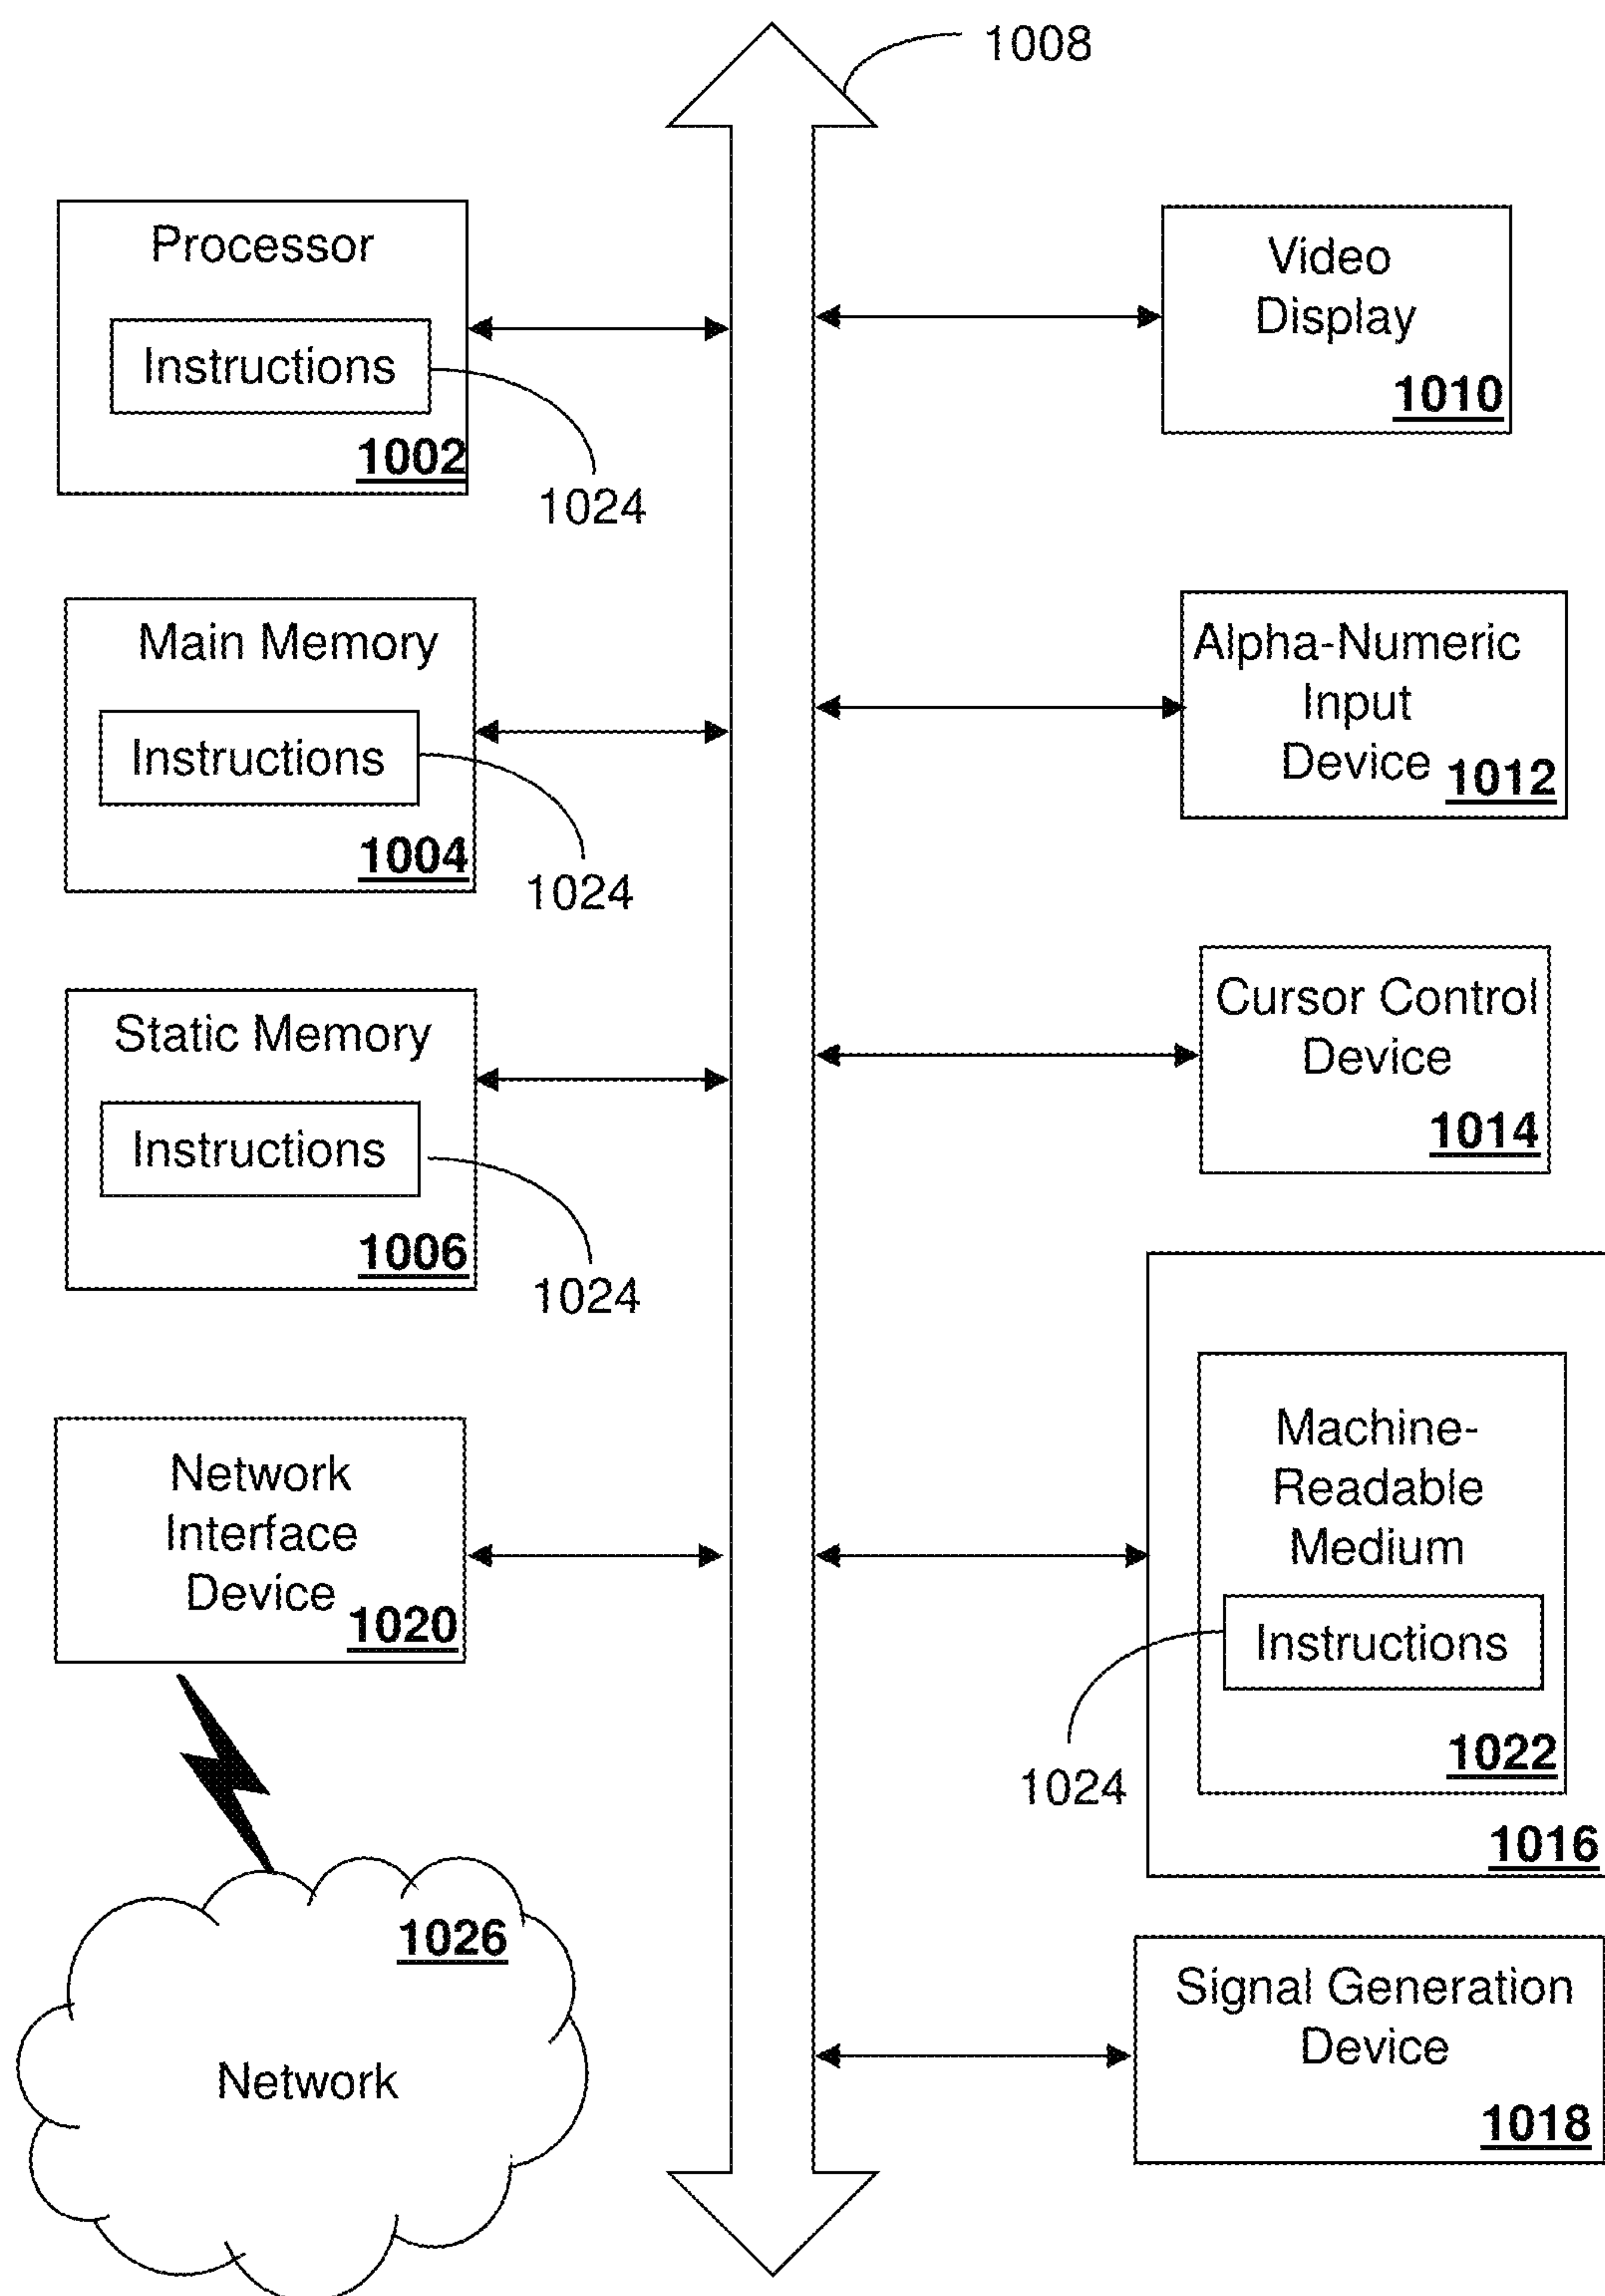 1008
Processor
Instructions
1002
1024
Main Memory
Instructions
1004
1024
Static Memory
Instructions
1006
1024
Network
Interface
Device
1020
1026
Network
Video
Display
1010
Alpha-Numeric
Input
Device
1012
Cursor Control
Device
1014
Machine-
Readable
Medium
Instructions
1022
1024
1016
Signal Generation
Device
1018